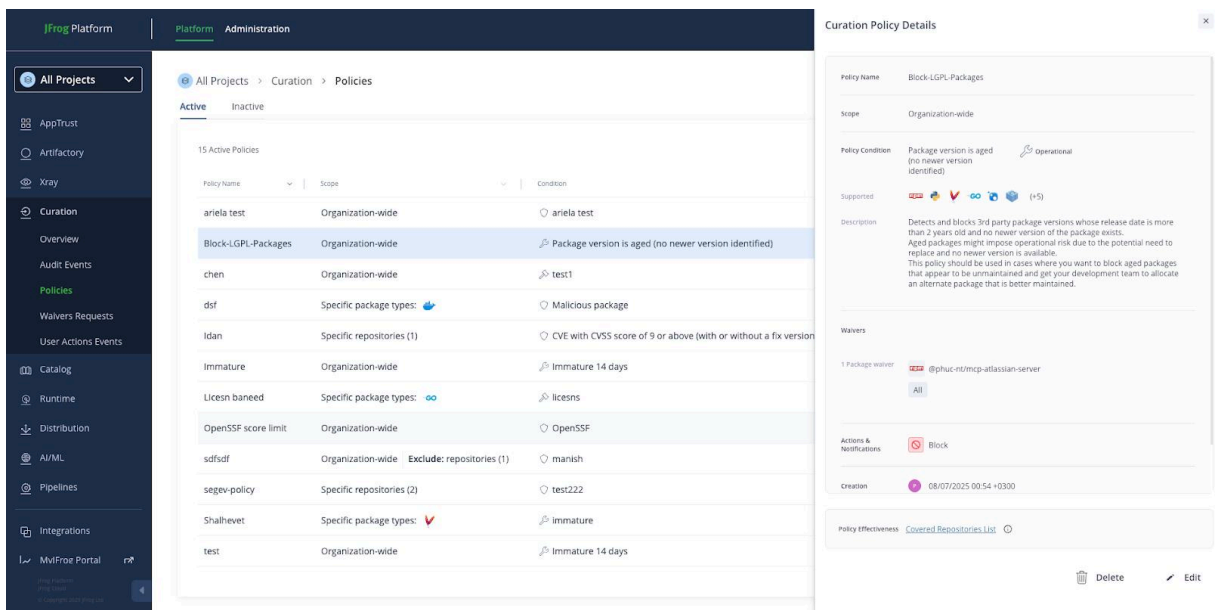 JFrog Platform
Platform
Administration
All Projects
AppTrust
Artifactory
Xray
Curation
Overview
Audit Events
Policies
Waivers Requests
User Actions Events
Catalog
Runtime
Distribution
AI/ML
Pipelines
Integrations
MyJFrog Portal
All Projects > Curation > Policies
Active Inactive
15 Active Policies
Policy Name Scope Condition
ariela test Organization-wide ariela test
Block-LGPL-Packages Organization-wide Package version is aged (no newer version identified)
chen Organization-wide test1
dsf Specific package types: Malicious package
Idan Specific repositories (1) CVE with CVSS score of 9 or above (with or without a fix version
Immature Organization-wide Immature 14 days
Licesn baneed Specific package types: GO licesns
OpenSSF score limit Organization-wide OpenSSF
sdfsdf Organization-wide Exclude: repositories (1) manish
segev-policy Specific repositories (2) test222
Shalhevet Specific package types: immature
test Organization-wide Immature 14 days
Curation Policy Details
Policy Name Block-LGPL-Packages
Scope Organization-wide
Policy Condition Package version is aged
(no newer version
identified)
Operational
Supported npm GO (+5)
Description Detects and blocks 3rd party package versions whose release date is more
than 2 years old and no newer version of the package exists.
Aged packages might impose operational risk due to the potential need to
replace and no newer version is available.
This policy should be used in cases where you want to block aged packages
that appear to be unmaintained and get your development team to allocate
an alternate package that is better maintained.
Waivers
1 Package waiver npm @phuc-nt/mcp-atlassian-server
All
Actions &
Notifications
Block
Creation 08/07/2025 00:54 +0300
Policy Effectiveness Covered Repositories List
Delete Edit